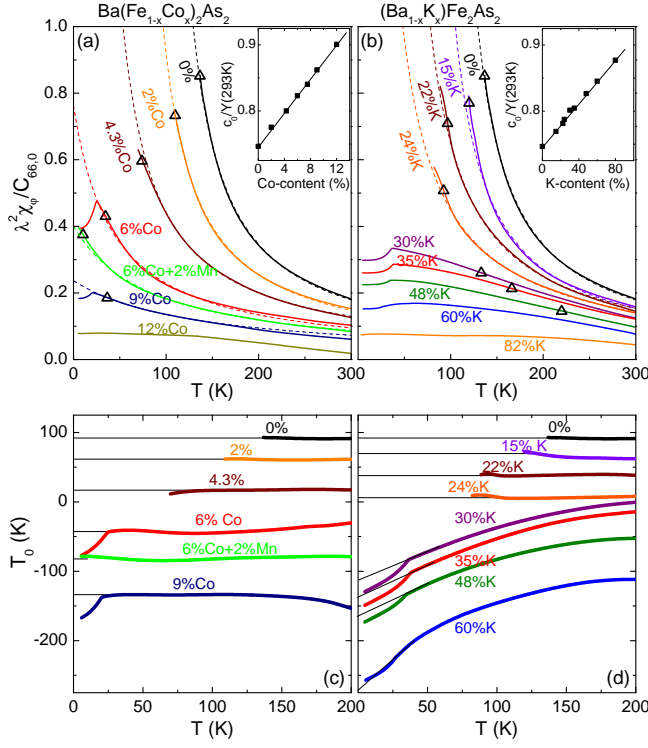 Ba(Fe1-xCox)2As2
(Ba1-xKx)Fe2As2
(a)
(b)
λ²χφ/C66,0
1.0
0.8
0.6
0.4
0.2
0.0
0
100
200
300
T (K)
0%
2%Co
4.3%Co
6%Co
6%Co+2%Mn
9%Co
12%Co
c0/Y(293K)
0.9
0.8
0
4
8
12
Co-content (%)
0%
15%K
22%K
24%K
30%K
35%K
48%K
60%K
82%K
c0/Y(293K)
0.9
0.8
0
50
100
K-content (%)
100
200
300
T (K)
T0 (K)
100
50
0
-50
-100
-200
0
50
100
150
200
T (K)
0%
2%
4.3%
6% Co
6%Co+2%Mn
9%Co
(c)
0%
15% K
22%K
24%K
30%K
35%K
48%K
60%K
(d)
50
100
150
200
T (K)